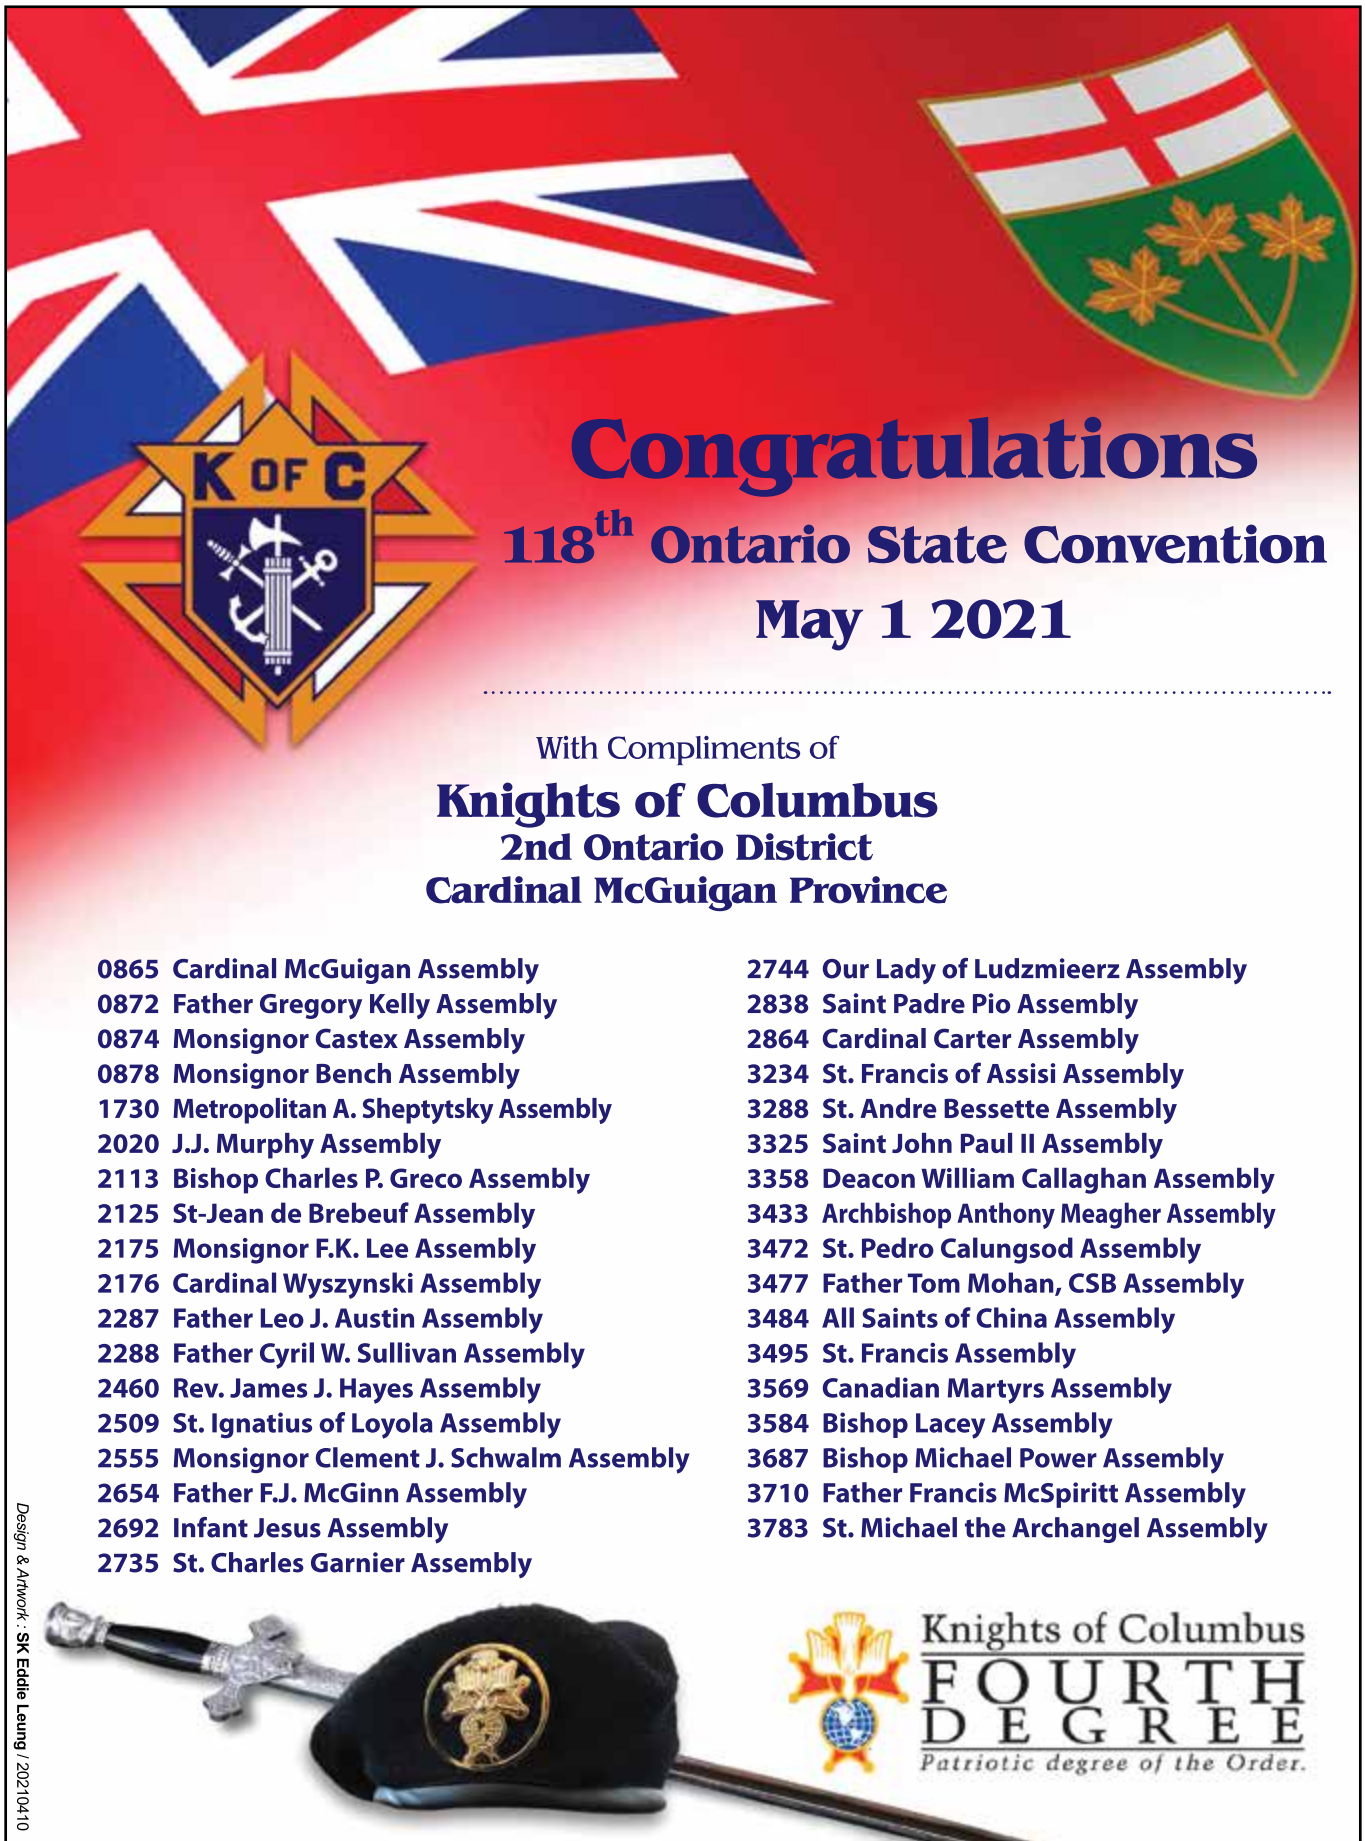 K OF C
Congratulations
118th Ontario State Convention
May 1 2021
With Compliments of
Knights of Columbus
2nd Ontario District
Cardinal McGuigan Province
0865 Cardinal McGuigan Assembly
0872 Father Gregory Kelly Assembly
0874 Monsignor Castex Assembly
0878 Monsignor Bench Assembly
1730 Metropolitan A. Sheptytsky Assembly
2020 J.J. Murphy Assembly
2113 Bishop Charles P. Greco Assembly
2125 St-Jean de Brebeuf Assembly
2175 Monsignor F.K. Lee Assembly
2176 Cardinal Wyszynski Assembly
2287 Father Leo J. Austin Assembly
2288 Father Cyril W. Sullivan Assembly
2460 Rev. James J. Hayes Assembly
2509 St. Ignatius of Loyola Assembly
2555 Monsignor Clement J. Schwalm Assembly
2654 Father F.J. McGinn Assembly
2692 Infant Jesus Assembly
2735 St. Charles Garnier Assembly
2744 Our Lady of Ludzmieerz Assembly
2838 Saint Padre Pio Assembly
2864 Cardinal Carter Assembly
3234 St. Francis of Assisi Assembly
3288 St. Andre Bessette Assembly
3325 Saint John Paul II Assembly
3358 Deacon William Callaghan Assembly
3433 Archbishop Anthony Meagher Assembly
3472 St. Pedro Calungsod Assembly
3477 Father Tom Mohan, CSB Assembly
3484 All Saints of China Assembly
3495 St. Francis Assembly
3569 Canadian Martyrs Assembly
3584 Bishop Lacey Assembly
3687 Bishop Michael Power Assembly
3710 Father Francis McSpiritt Assembly
3783 St. Michael the Archangel Assembly
Knights of Columbus
FOURTH
DEGREE
Patriotic degree of the Order.
Design & Artwork : SK Eddie Leung / 20210410